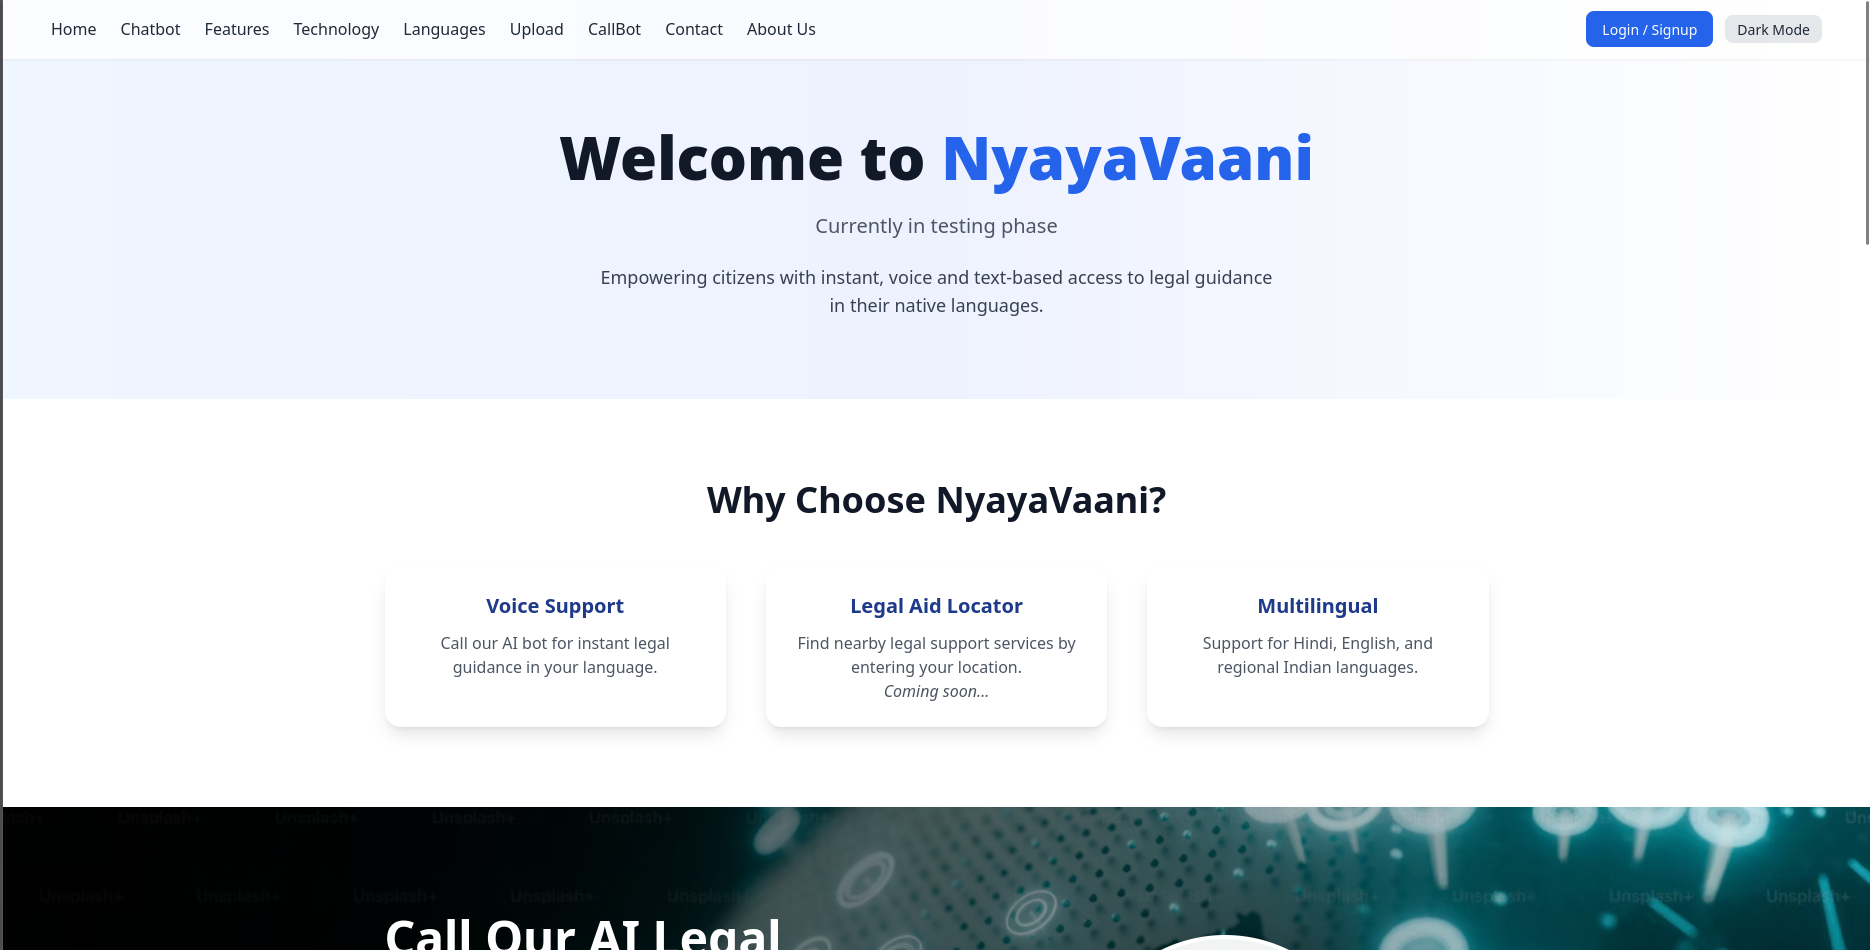 Home Chatbot Features Technology Languages Upload CallBot Contact About Us Login / Signup Dark Mode
Welcome to NyayaVaani
Currently in testing phase
Empowering citizens with instant, voice and text-based access to legal guidance
in their native languages.
Why Choose NyayaVaani?
Voice Support
Call our AI bot for instant legal
guidance in your language.
Legal Aid Locator
Find nearby legal support services by
entering your location.
Coming soon...
Multilingual
Support for Hindi, English, and
regional Indian languages.
Unsplash+ Unsplash+ Unsplash+ Unsplash+
Unsplash+ Unsplash+ Unsplash+ Unsplash+ Unsplash+ Unsplash+ Unsplash+ Unsplash+ Unsplash+
Call Our AI Legal